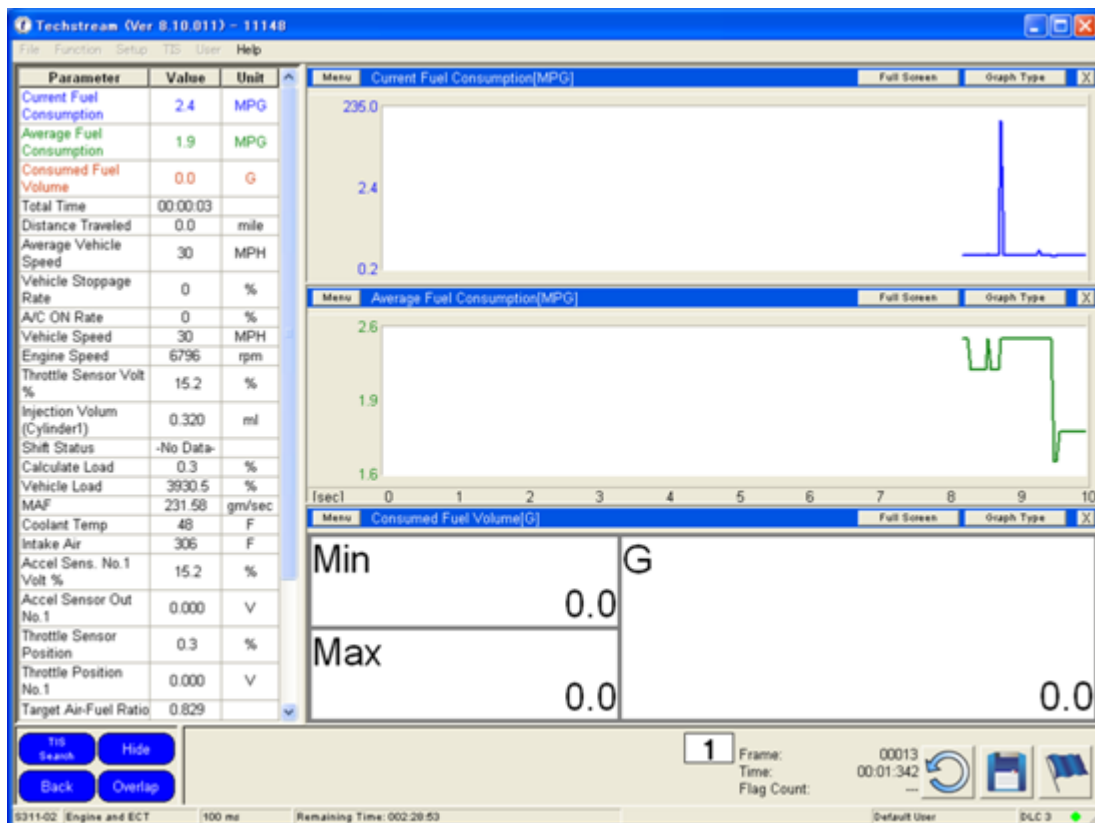 Techstream (Ver 8.10.011) - 11148
File Function Setup TIS User Help
Parameter Value Unit
Current Fuel
Consumption 2.4 MPG
Average Fuel
Consumption 1.9 MPG
Consumed Fuel
Volume 0.0 G
Total Time 00:00:03
Distance Traveled 0.0 mile
Average Vehicle
Speed 30 MPH
Vehicle Stoppage
Rate 0 %
A/C ON Rate 0 %
Vehicle Speed 30 MPH
Engine Speed 6796 rpm
Throttle Sensor Volt
% 15.2 %
Injection Volum
(Cylinder1) 0.320 ml
Shift Status -No Data-
Calculate Load 0.3 %
Vehicle Load 3930.5 %
MAF 231.58 gm/sec
Coolant Temp 48 F
Intake Air 306 F
Accel Sens. No.1
Volt % 15.2 %
Accel Sensor Out
No.1 0.000 V
Throttle Sensor
Position 0.3 %
Throttle Position
No.1 0.000 V
Target Air-Fuel Ratio 0.829
Menu Current Fuel Consumption[MPG] Full Screen Graph Type X
235.0
2.4
0.2
Menu Average Fuel Consumption[MPG] Full Screen Graph Type X
2.6
1.9
1.6
[sec] 0 1 2 3 4 5 6 7 8 9 10
Menu Consumed Fuel Volume[G] Full Screen Graph Type X
Min
0.0
Max
0.0
G
0.0
TIS
Search
Hide
Back
Overlap
1
Frame: 00013
Time: 00:01:342
Flag Count: ---
S311-02 Engine and ECT 100 ms Remaining Time: 002:28:53 Default User DLC 3